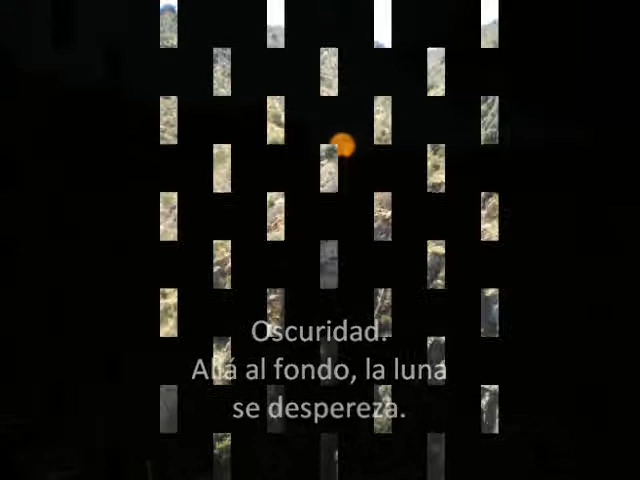 Oscuridad.
Allá al fondo, la luna
se despereza.